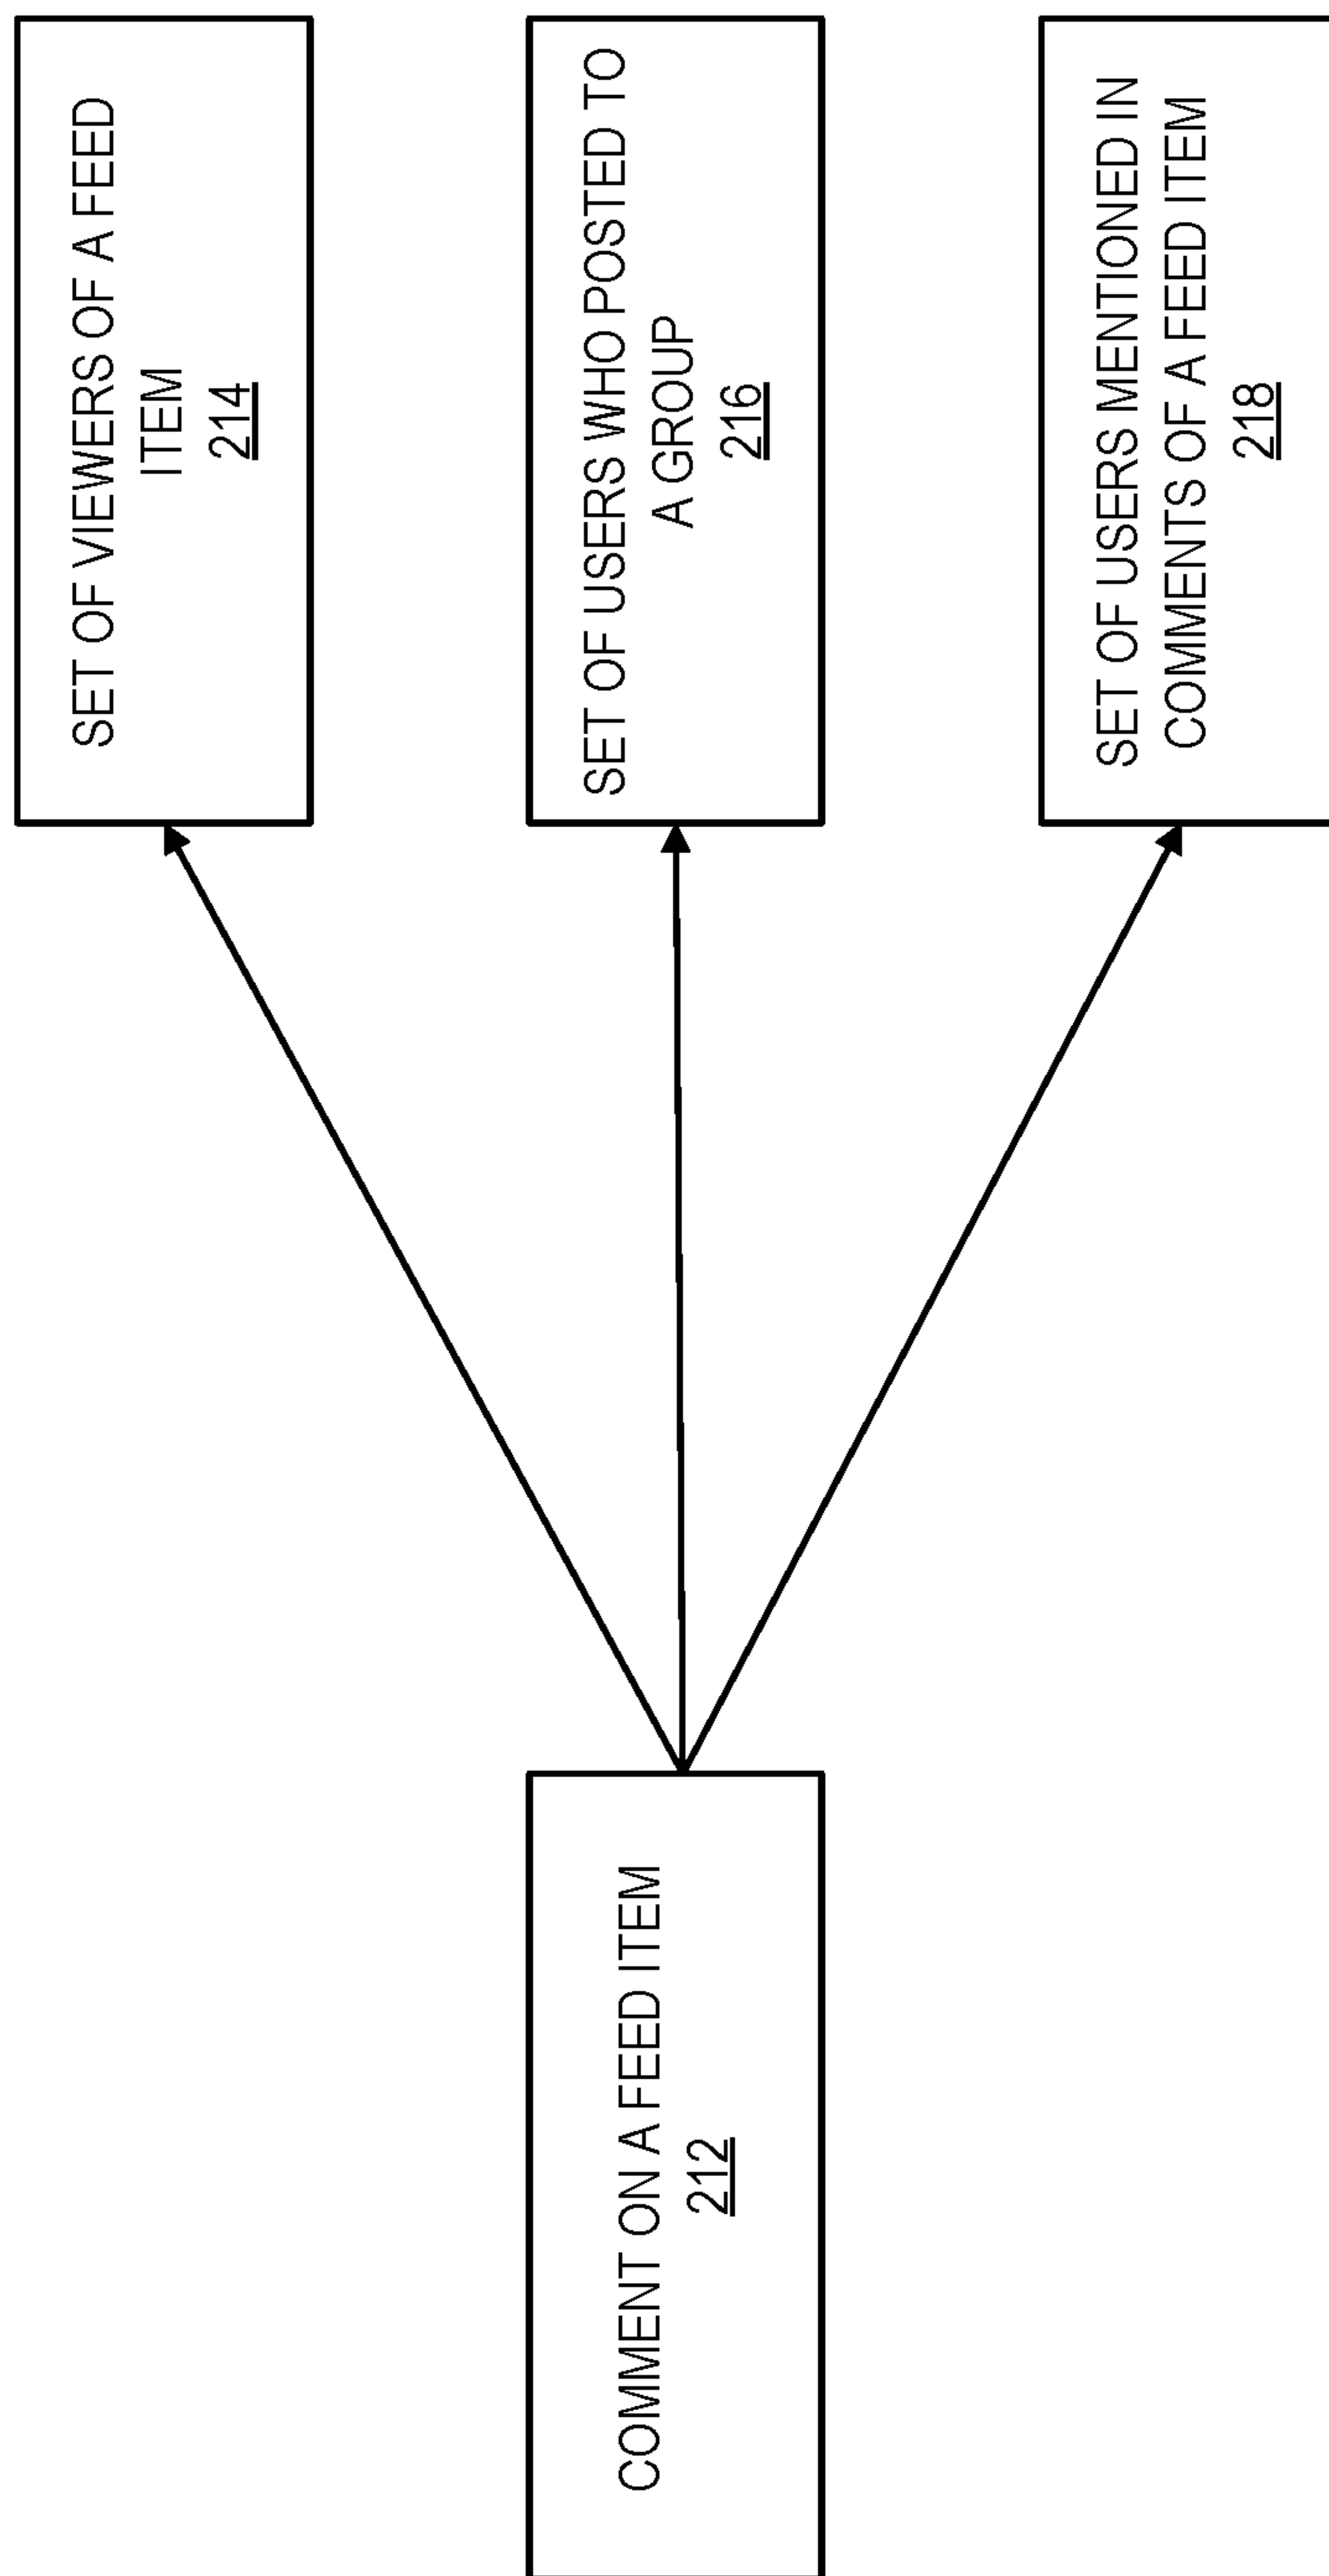 COMMENT ON A FEED ITEM
212
SET OF VIEWERS OF A FEED
ITEM
214
SET OF USERS WHO POSTED TO
A GROUP
216
SET OF USERS MENTIONED IN
COMMENTS OF A FEED ITEM
218